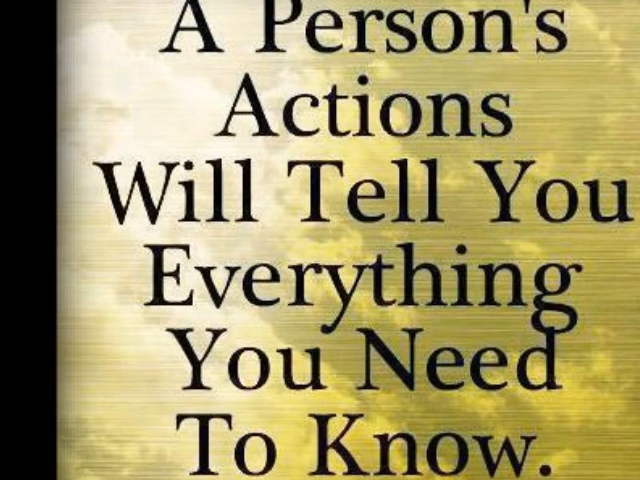 A Person's
Actions
Will Tell You
Everything
You Need
To Know.